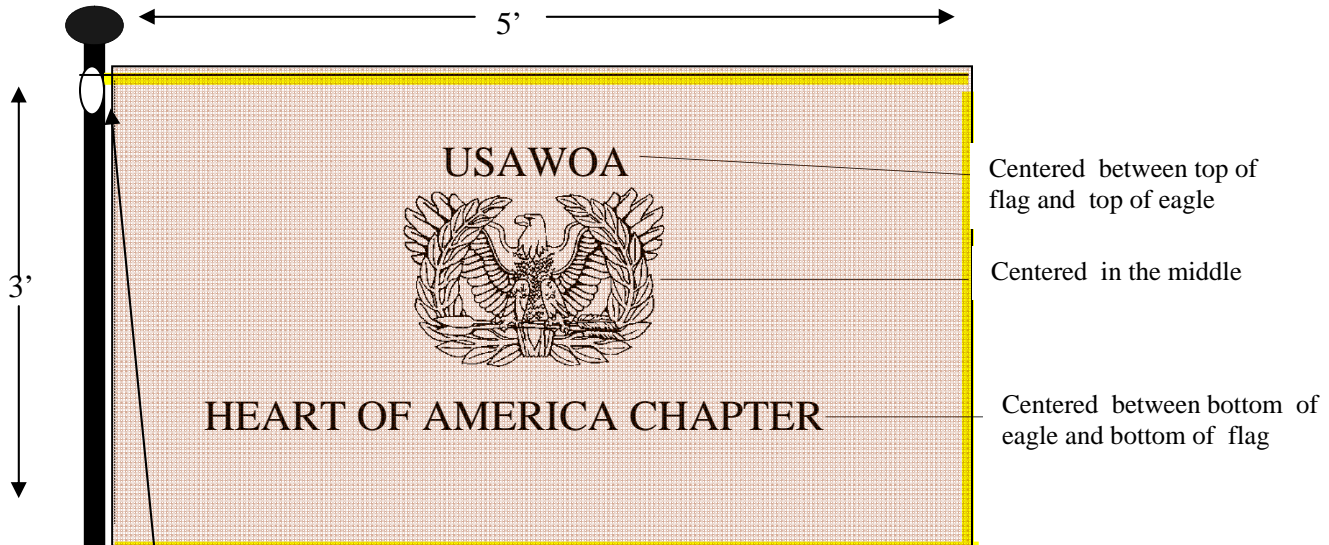 5’
USAWOA
Centered between top of
flag and top of eagle
Centered in the middle
3’
HEART OF AMERICA CHAPTER
Centered between bottom of
eagle and bottom of flag